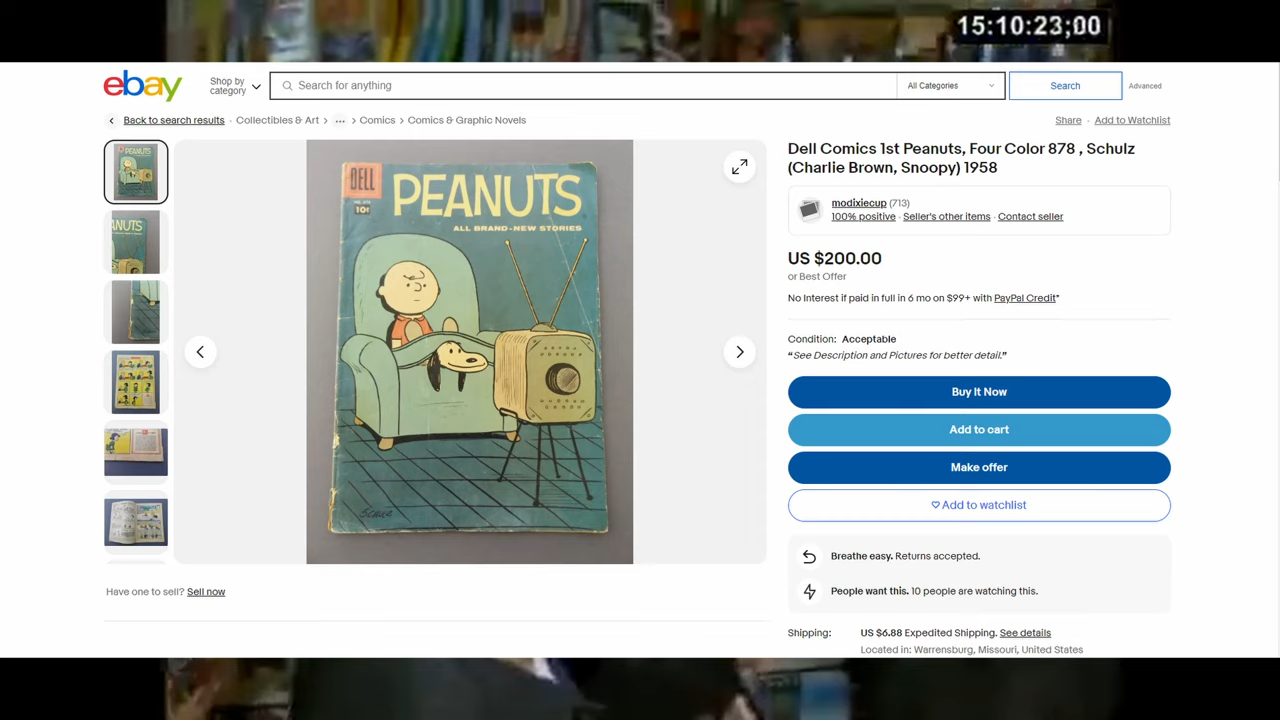 15:10:23;00
ebay
Shop by
category
Search for anything
All Categories
Search
Advanced
Back to search results
Collectibles & Art
...
Comics
Comics & Graphic Novels
Share
Add to Watchlist
DELL
10¢
PEANUTS
ALL BRAND-NEW STORIES
Dell Comics 1st Peanuts, Four Color 878 , Schulz
(Charlie Brown, Snoopy) 1958
modixiecup (713)
100% positive · Seller's other items · Contact seller
US $200.00
or Best Offer
No Interest if paid in full in 6 mo on $99+ with PayPal Credit*
Condition: Acceptable
“See Description and Pictures for better detail.”
Buy It Now
Add to cart
Make offer
Add to watchlist
Breathe easy. Returns accepted.
People want this. 10 people are watching this.
Have one to sell? Sell now
Shipping: US $6.88 Expedited Shipping. See details
Located in: Warrensburg, Missouri, United States